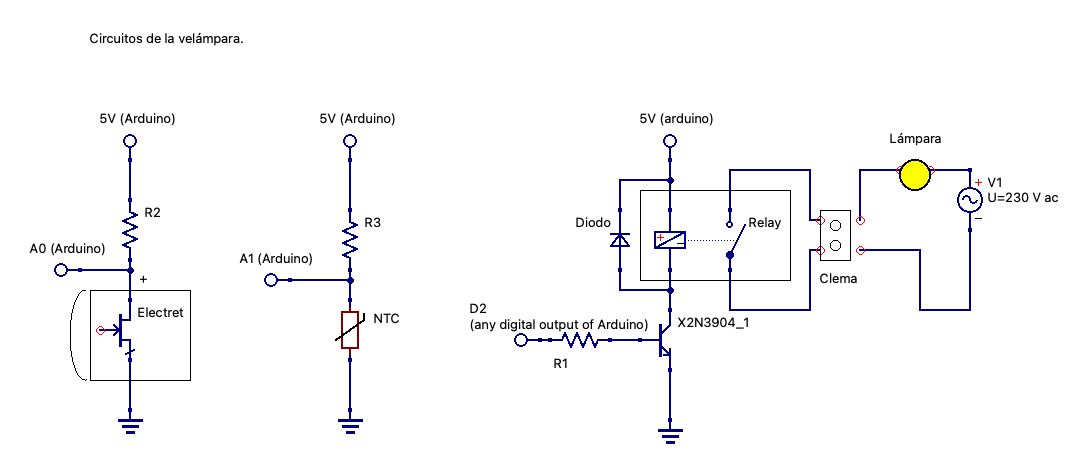 Circuitos de la velámpara.
5V (Arduino)
5V (Arduino)
5V (arduino)
Lámpara
R2
R3
Diodo
Relay
+
V1
U=230 V ac
−
A0 (Arduino)
A1 (Arduino)
+
−
+
Clema
Electret
NTC
D2
(any digital output of Arduino)
X2N3904_1
R1